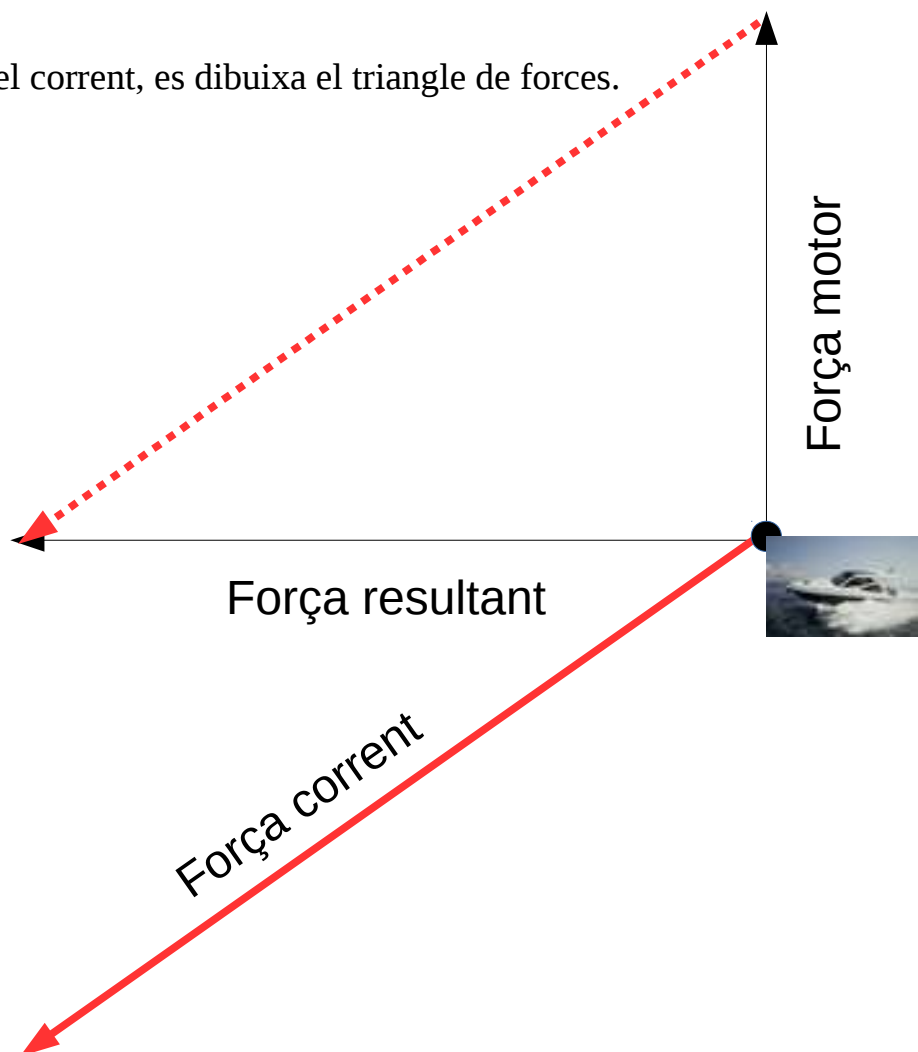 el corrent, es dibuixa el triangle de forces.
Força motor
Força resultant
Força corrent